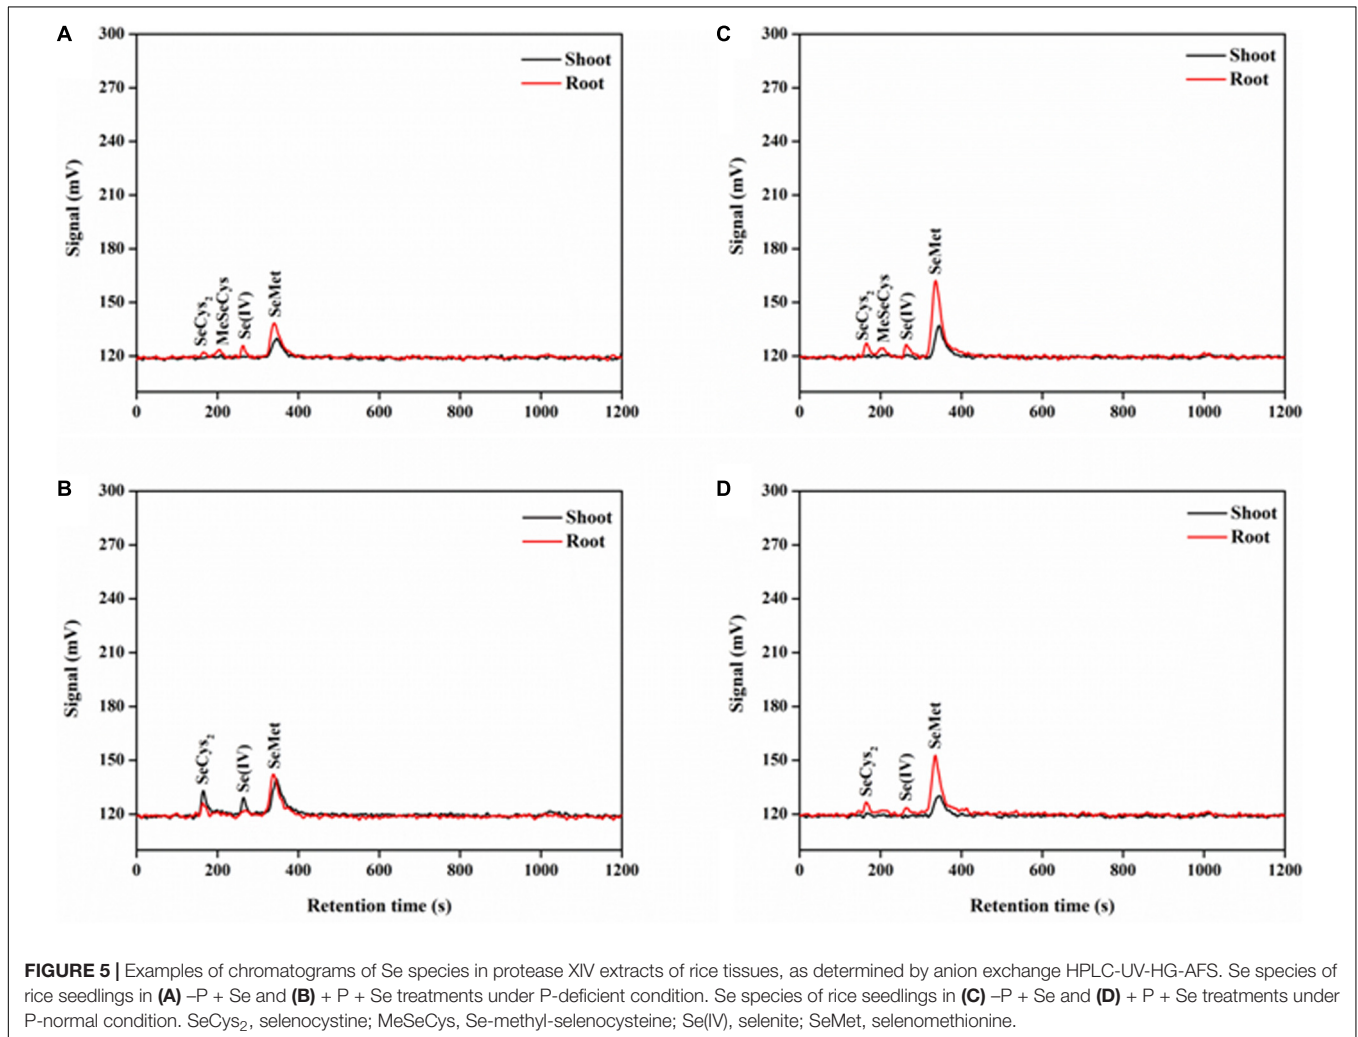 A
300
270
240
210
180
150
120
Signal (mV)
Shoot
Root
SeCys2
MeSeCys
Se(IV)
SeMet
0 200 400 600 800 1000 1200
C
300
270
240
210
180
150
120
Signal (mV)
Shoot
Root
SeCys2
MeSeCys
Se(IV)
SeMet
0 200 400 600 800 1000 1200
B
300
270
240
210
180
150
120
Signal (mV)
Shoot
Root
SeCys2
Se(IV)
SeMet
0 200 400 600 800 1000 1200
Retention time (s)
D
300
270
240
210
180
150
120
Signal (mV)
Shoot
Root
SeCys2
Se(IV)
SeMet
0 200 400 600 800 1000 1200
Retention time (s)
FIGURE 5 | Examples of chromatograms of Se species in protease XIV extracts of rice tissues, as determined by anion exchange HPLC-UV-HG-AFS. Se species of
rice seedlings in (A) –P + Se and (B) + P + Se treatments under P-deficient condition. Se species of rice seedlings in (C) –P + Se and (D) + P + Se treatments under
P-normal condition. SeCys2, selenocystine; MeSeCys, Se-methyl-selenocysteine; Se(IV), selenite; SeMet, selenomethionine.